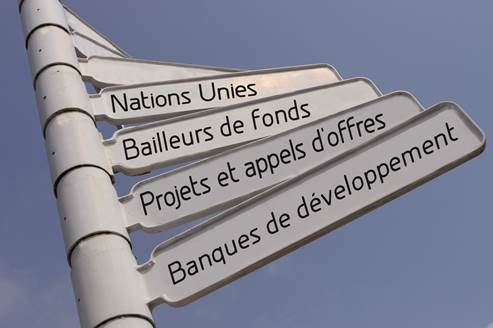 Nations Unies
Bailleurs de fonds
Projets et appels d'offres
Banques de développement